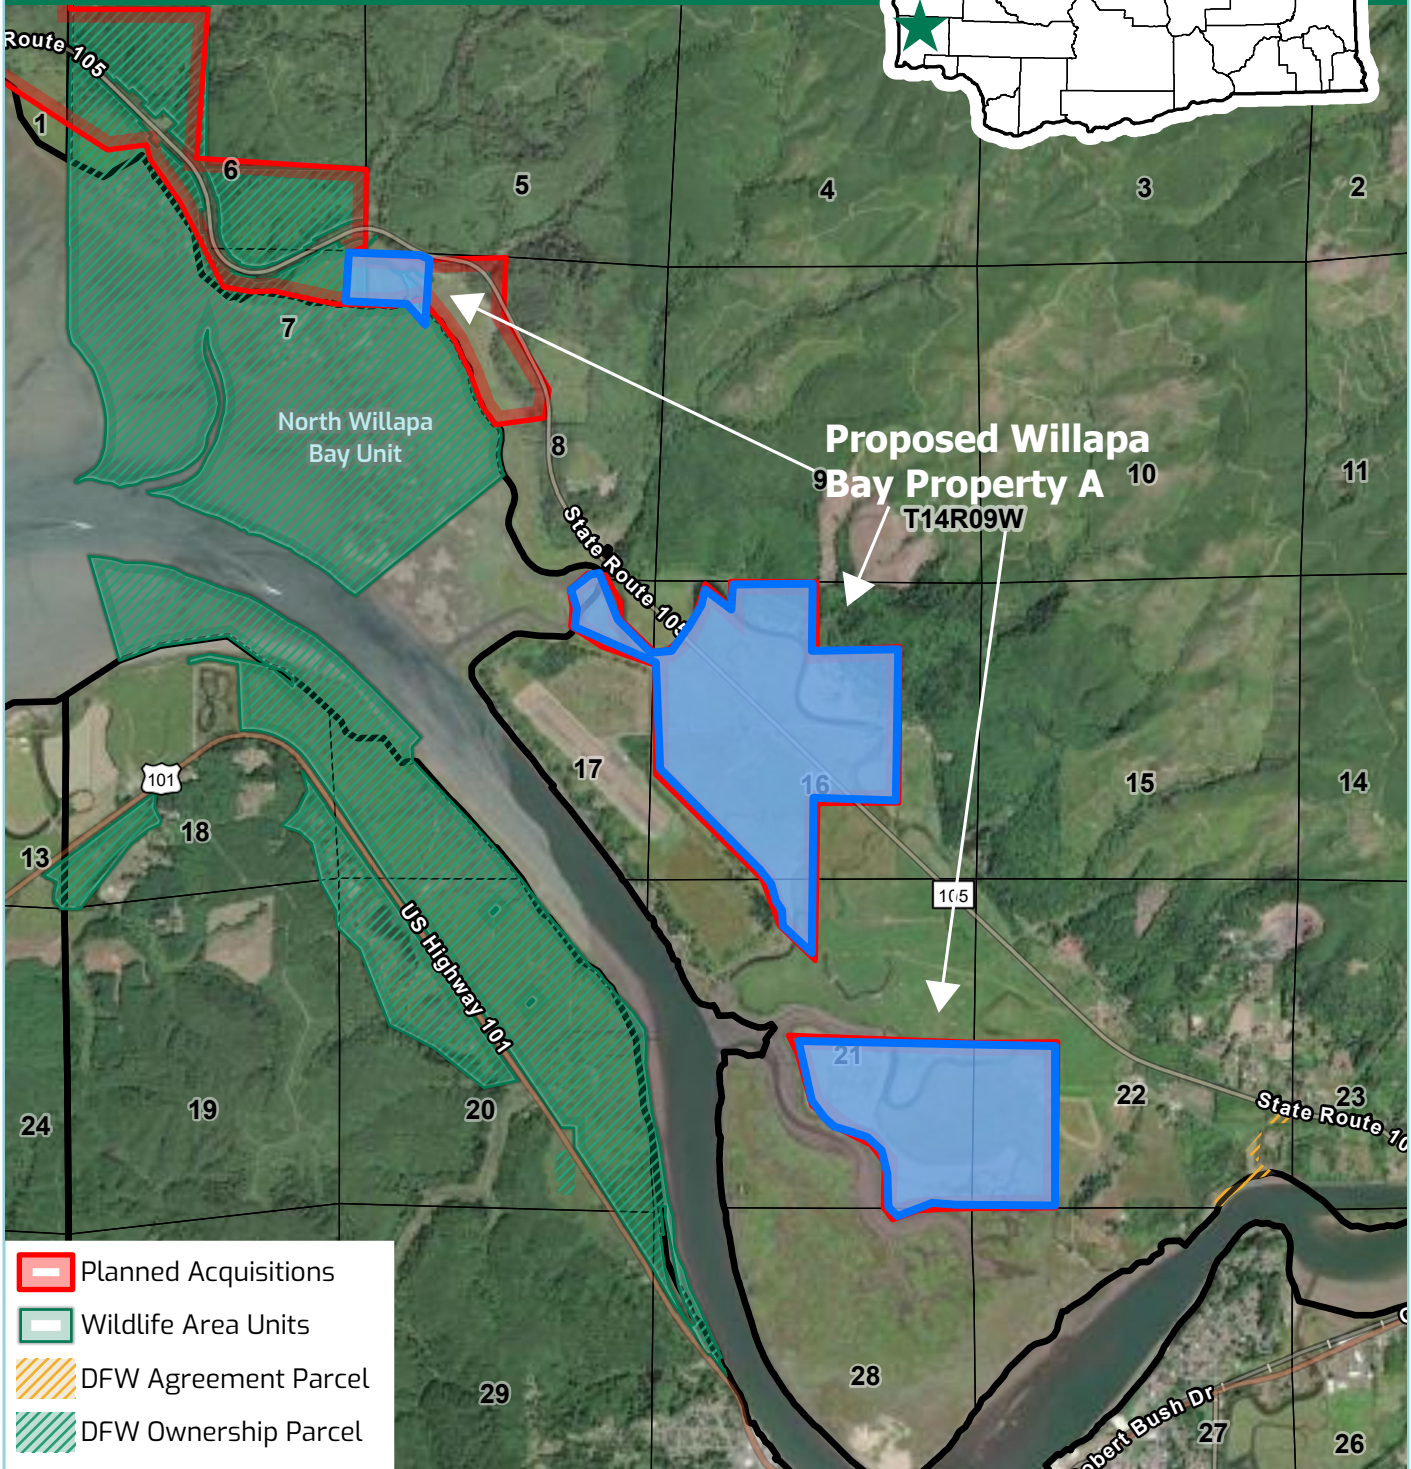 Route 105
1
6
5
4
3
2
7
North Willapa
Bay Unit
8
Proposed Willapa
Bay Property A
9
10
11
T14R09W
State Route 105
17
16
15
14
101
18
13
105
US Highway 101
21
22
23
State Route 10
24
19
20
Planned Acquisitions
Wildlife Area Units
DFW Agreement Parcel
DFW Ownership Parcel
29
28
obert Bush Dr
27
26